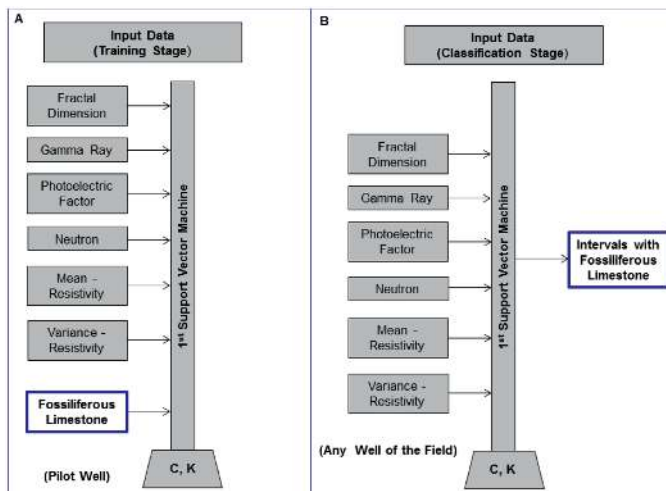 A
Input Data
(Training Stage)
Fractal
Dimension
Gamma Ray
Photoelectric
Factor
Neutron
Mean -
Resistivity
Variance -
Resistivity
Fossiliferous
Limestone
1st Support Vector Machine
(Pilot Well)
C, K
B
Input Data
(Classification Stage)
Fractal
Dimension
Gamma Ray
Photoelectric
Factor
Neutron
Mean -
Resistivity
Variance -
Resistivity
1st Support Vector Machine
Intervals with
Fossiliferous
Limestone
(Any Well of the Field)
C, K